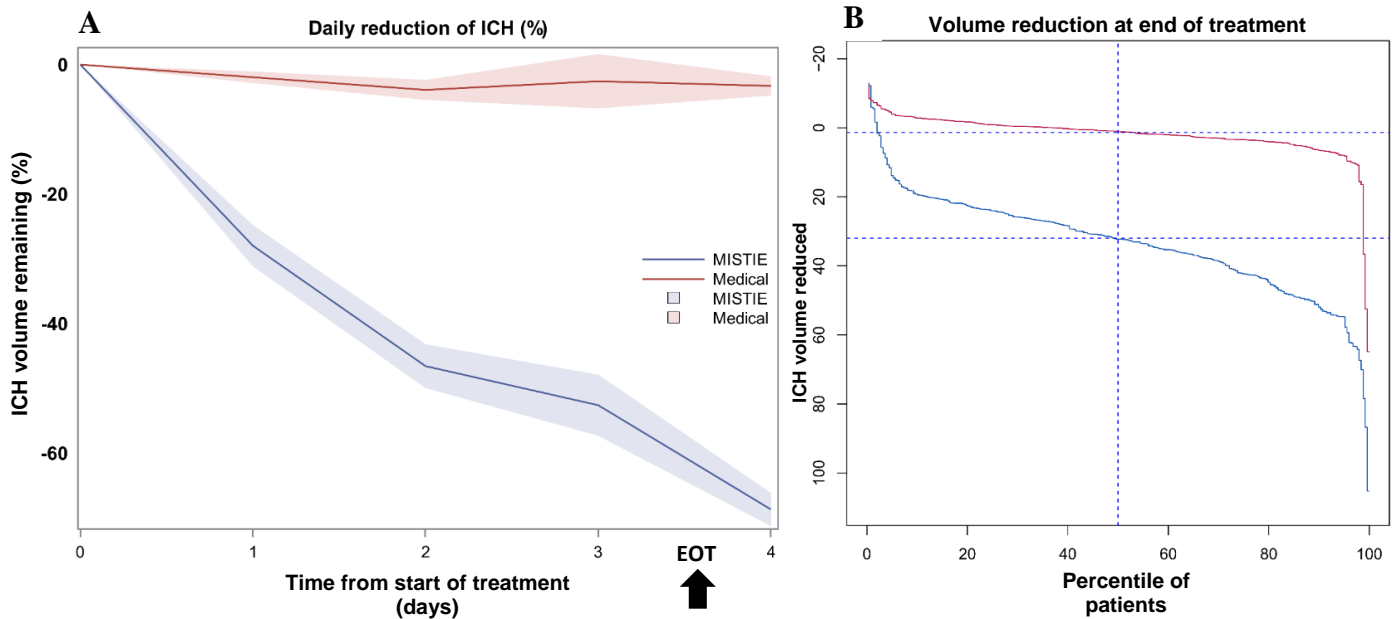 A
Daily reduction of ICH (%)
0
-20
-40
-60
ICH volume remaining (%)
MISTIE
Medical
MISTIE
Medical
0
1
2
3
4
EOT
Time from start of treatment
(days)
B
Volume reduction at end of treatment
-20
0
20
40
60
80
100
ICH volume reduced
0
20
40
60
80
100
Percentile of
patients